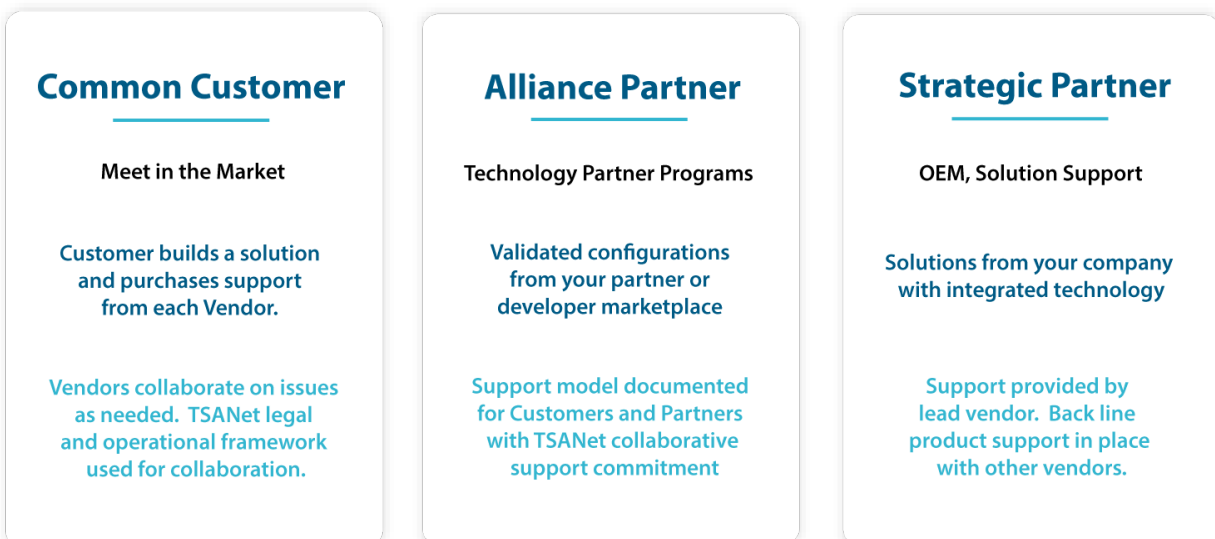 Common Customer
Meet in the Market
Customer builds a solution
and purchases support
from each Vendor.
Vendors collaborate on issues
as needed. TSANet legal
and operational framework
used for collaboration.
Alliance Partner
Technology Partner Programs
Validated configurations
from your partner or
developer marketplace
Support model documented
for Customers and Partners
with TSANet collaborative
support commitment
Strategic Partner
OEM, Solution Support
Solutions from your company
with integrated technology
Support provided by
lead vendor. Back line
product support in place
with other vendors.